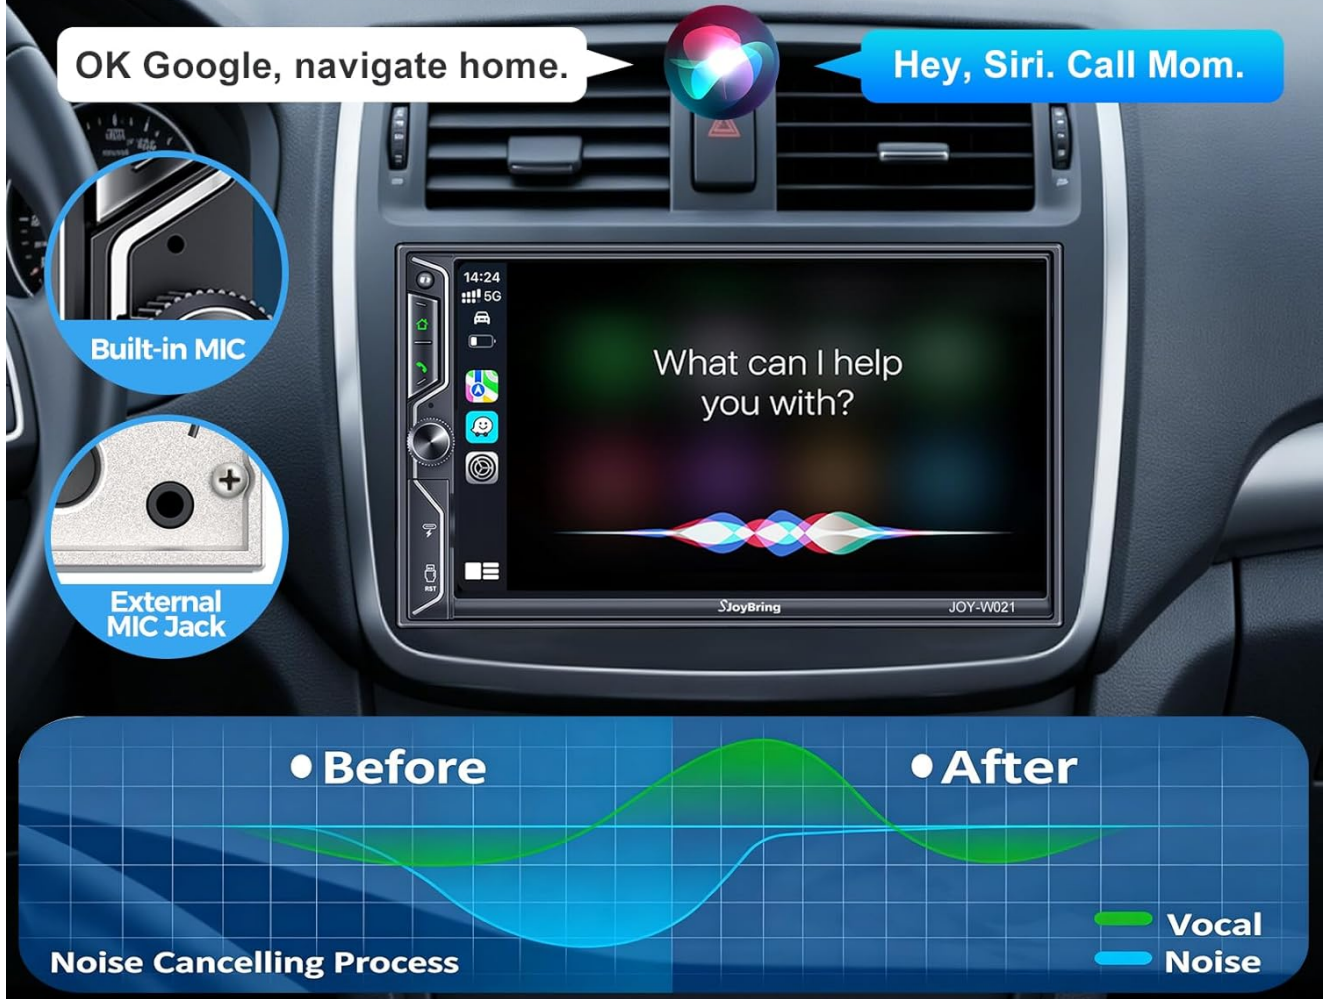 OK Google, navigate home.
Hey, Siri. Call Mom.
Built-in MIC
External
MIC Jack
14:24
5G
What can I help
you with?
RST
JoyBring
JOY-W021
Before
After
Vocal
Noise
Noise Cancelling Process